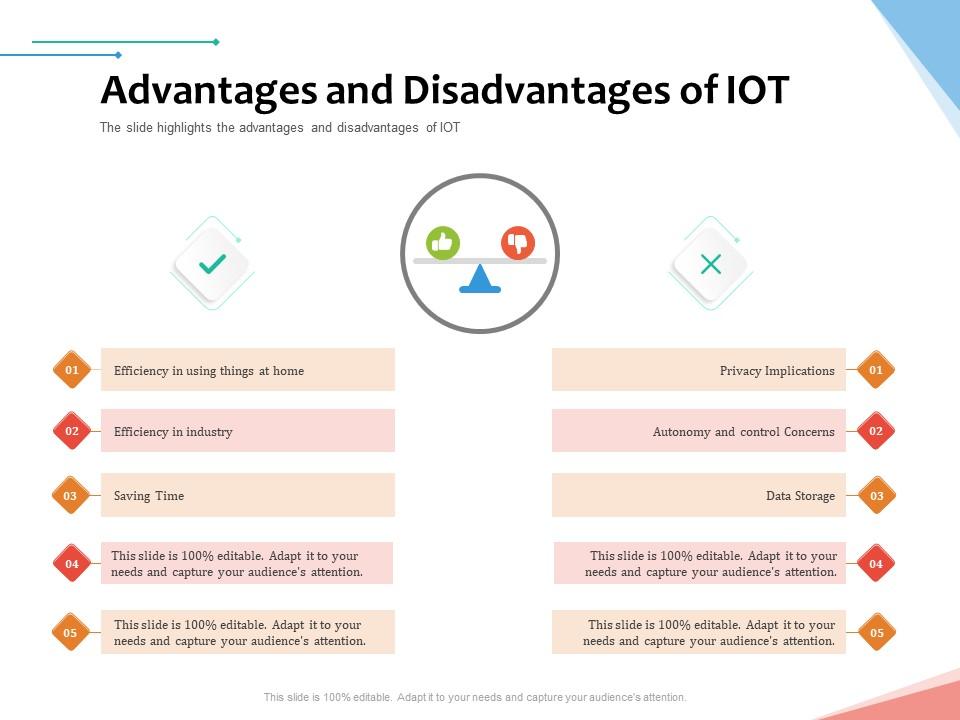 Advantages and Disadvantages of IOT
The slide highlights the advantages and disadvantages of IOT
01
Efficiency in using things at home
02
Efficiency in industry
03
Saving Time
04
This slide is 100% editable. Adapt it to your
needs and capture your audience's attention.
05
This slide is 100% editable. Adapt it to your
needs and capture your audience's attention.
Privacy Implications
01
Autonomy and control Concerns
02
Data Storage
03
This slide is 100% editable. Adapt it to your
needs and capture your audience's attention.
04
This slide is 100% editable. Adapt it to your
needs and capture your audience's attention.
05
This slide is 100% editable. Adapt it to your needs and capture your audience's attention.